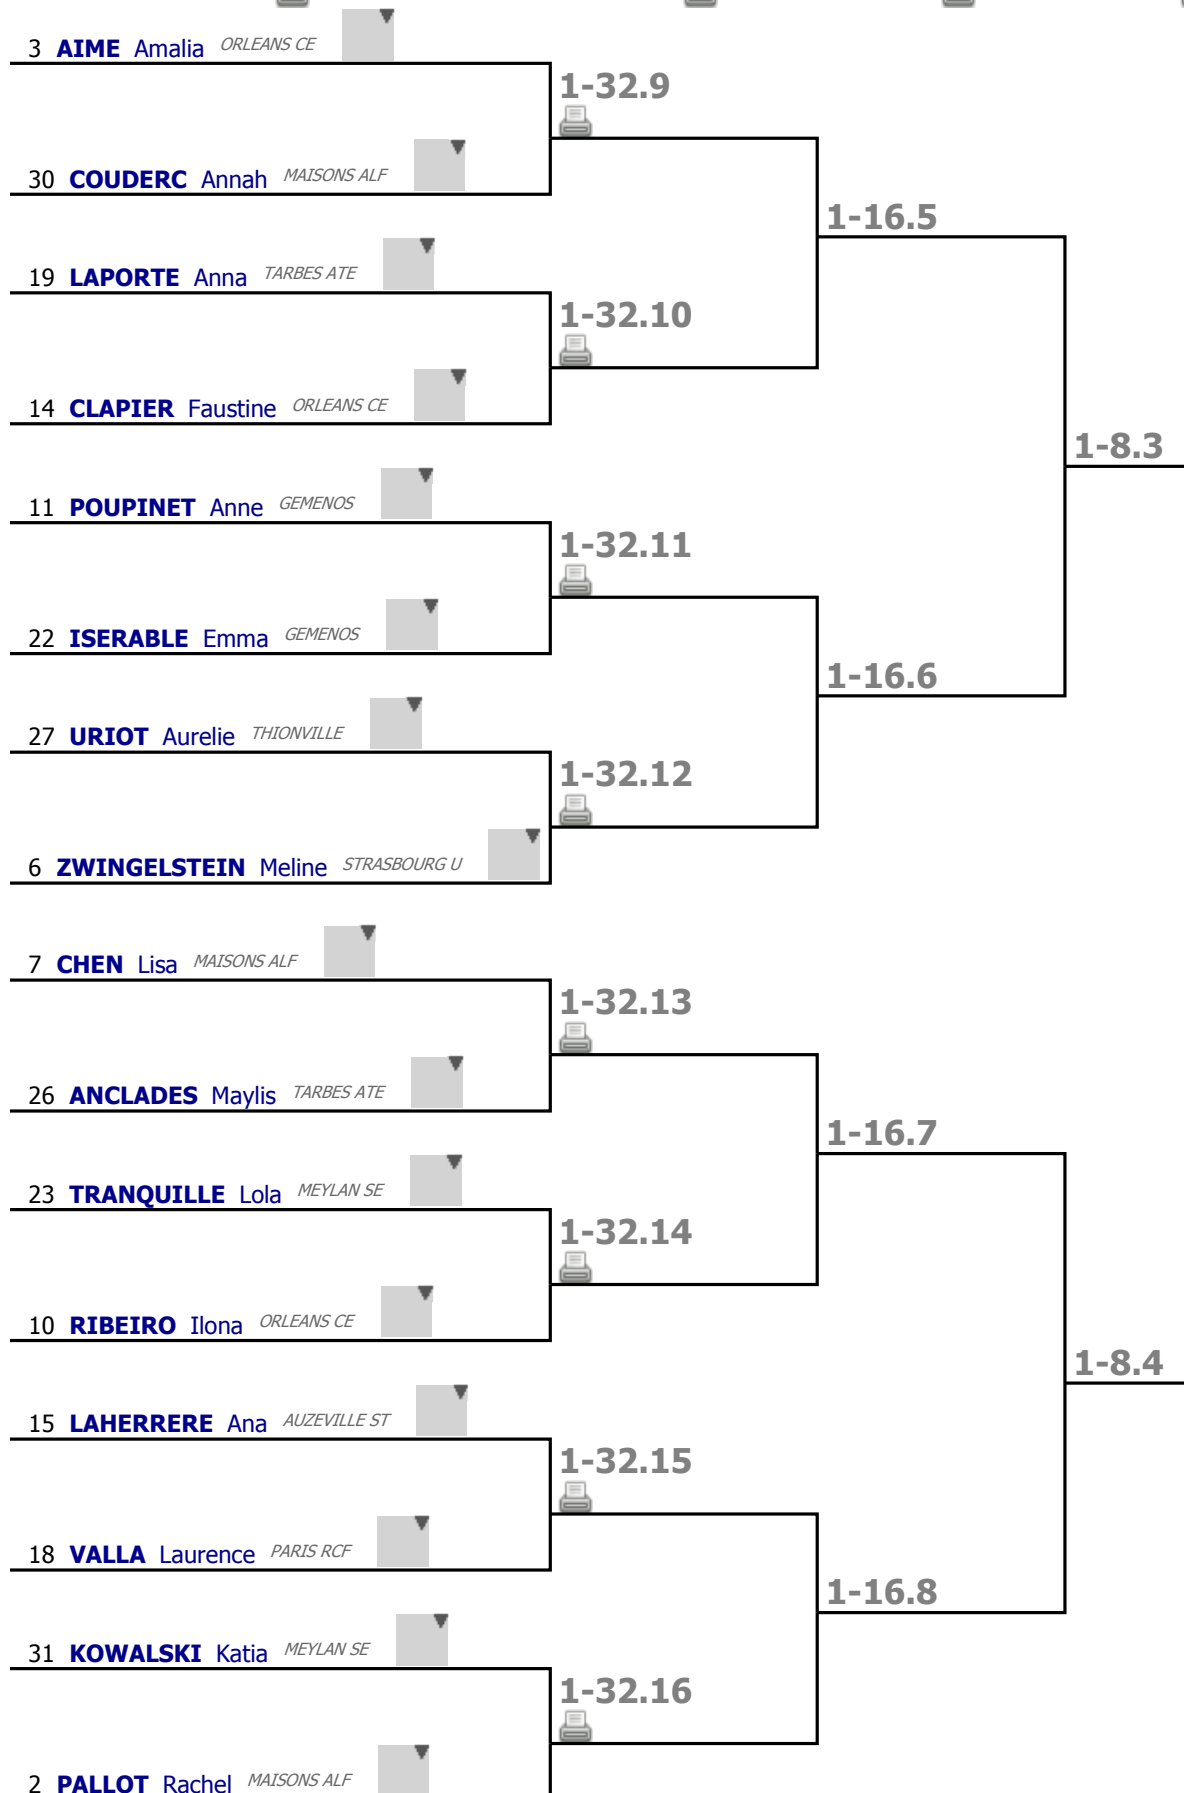 3 AIME Amalia ORLEANS CE
1-32.9
30 COUDERC Annah MAISONS ALF
1-16.5
19 LAPORTE Anna TARBES ATE
1-32.10
14 CLAPIER Faustine ORLEANS CE
1-8.3
11 POUPINET Anne GEMENOS
1-32.11
22 ISERABLE Emma GEMENOS
1-16.6
27 URIOT Aurelie THIONVILLE
1-32.12
6 ZWINGELSTEIN Meline STRASBOURG U
7 CHEN Lisa MAISONS ALF
1-32.13
26 ANCLADES Maylis TARBES ATE
1-16.7
23 TRANQUILLE Lola MEYLAN SE
1-32.14
10 RIBEIRO Ilona ORLEANS CE
1-8.4
15 LAHERRERE Ana AUZEVILLE ST
1-32.15
18 VALLA Laurence PARIS RCF
1-16.8
31 KOWALSKI Katia MEYLAN SE
1-32.16
2 PALLOT Rachel MAISONS ALF